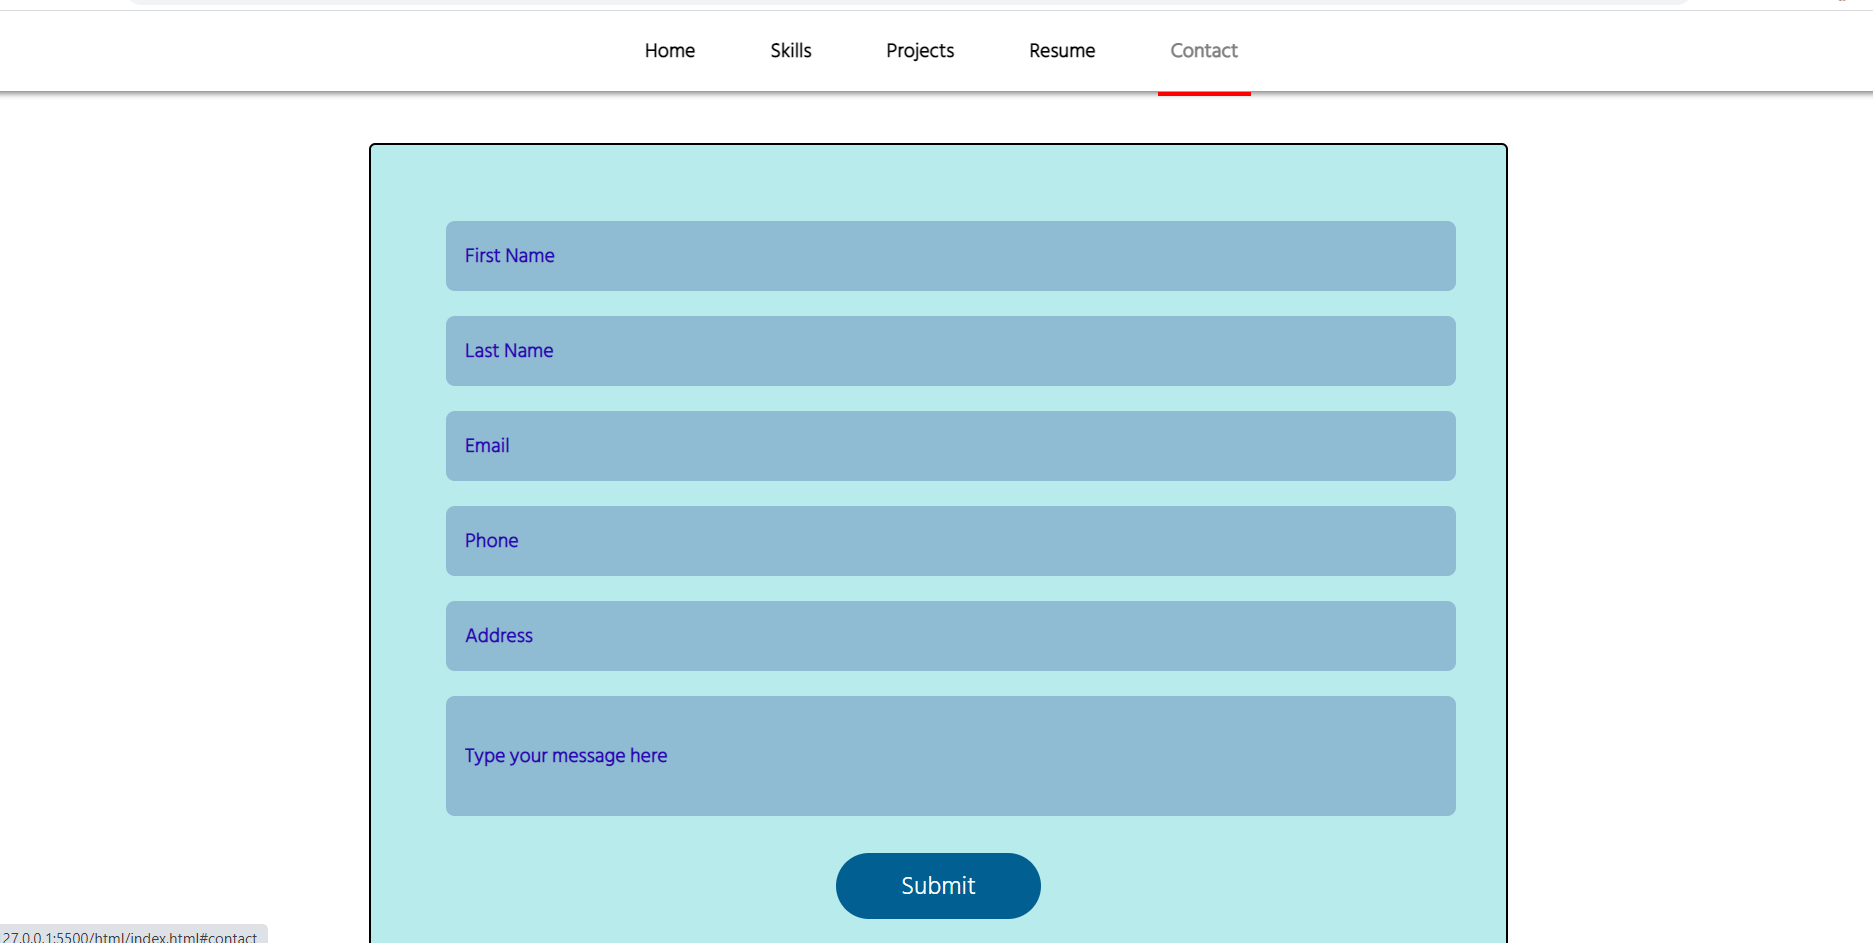 Home Skills Projects Resume Contact
First Name
Last Name
Email
Phone
Address
Type your message here
Submit
27.0.0.1:5500/html/index.html#contact